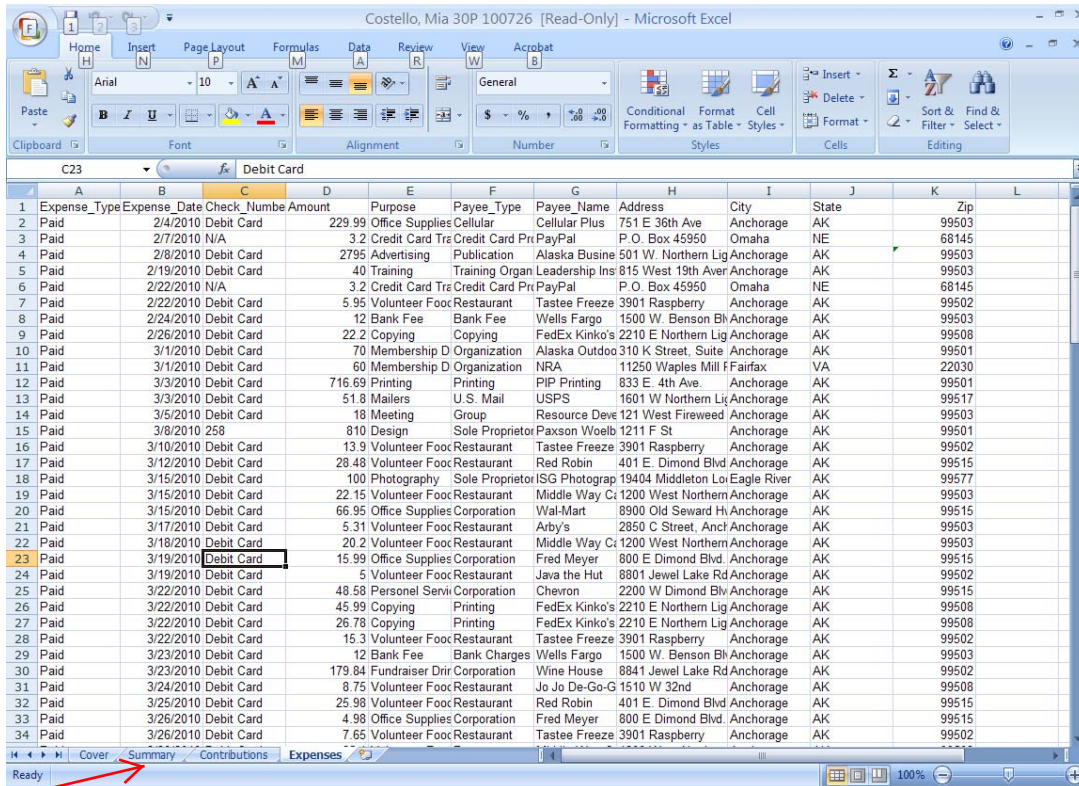 Costello, Mia 30P 100726 [Read-Only] - Microsoft Excel
F 1 2 3
Home Insert Page Layout Formulas Data Review View Acrobat
H N P M A R W B
Paste
Arial 10 A A
B I U A
General
$ % , .0 .00 .00 .0
Conditional Formatting
Format as Table
Cell Styles
Insert
Delete
Format
Σ
Sort & Filter
Find & Select
Clipboard Font Alignment Number Styles Cells Editing
C23 fx Debit Card
A B C D E F G H I J K L
1 Expense_Type Expense_Date Check_Numbe Amount Purpose Payee_Type Payee_Name Address City State Zip
2 Paid 2/4/2010 Debit Card 229.99 Office Supplies Cellular Cellular Plus 751 E 36th Ave Anchorage AK 99503
3 Paid 2/7/2010 N/A 3.2 Credit Card Tra Credit Card Pro PayPal P.O. Box 45950 Omaha NE 68145
4 Paid 2/8/2010 Debit Card 2795 Advertising Publication Alaska Busine 501 W. Northern Lig Anchorage AK 99503
5 Paid 2/19/2010 Debit Card 40 Training Training Organ Leadership Ins 815 West 19th Aven Anchorage AK 99503
6 Paid 2/22/2010 N/A 3.2 Credit Card Tra Credit Card Pro PayPal P.O. Box 45950 Omaha NE 68145
7 Paid 2/22/2010 Debit Card 5.95 Volunteer Food Restaurant Tastee Freeze 3901 Raspberry Anchorage AK 99502
8 Paid 2/24/2010 Debit Card 12 Bank Fee Bank Fee Wells Fargo 1500 W. Benson Blv Anchorage AK 99503
9 Paid 2/26/2010 Debit Card 22.2 Copying Copying FedEx Kinko's 2210 E Northern Lig Anchorage AK 99508
10 Paid 3/1/2010 Debit Card 70 Membership D Organization Alaska Outdoo 310 K Street, Suite Anchorage AK 99501
11 Paid 3/1/2010 Debit Card 60 Membership D Organization NRA 11250 Waples Mill F Fairfax VA 22030
12 Paid 3/3/2010 Debit Card 716.69 Printing Printing PIP Printing 833 E. 4th Ave. Anchorage AK 99501
13 Paid 3/3/2010 Debit Card 51.8 Mailers U.S. Mail USPS 1601 W Northern Lig Anchorage AK 99517
14 Paid 3/5/2010 Debit Card 18 Meeting Group Resource Deve 121 West Fireweed Anchorage AK 99503
15 Paid 3/8/2010 258 810 Design Sole Proprietor Paxson Woelb 1211 F St Anchorage AK 99501
16 Paid 3/10/2010 Debit Card 13.9 Volunteer Food Restaurant Tastee Freeze 3901 Raspberry Anchorage AK 99502
17 Paid 3/12/2010 Debit Card 28.48 Volunteer Food Restaurant Red Robin 401 E. Dimond Blvd Anchorage AK 99515
18 Paid 3/15/2010 Debit Card 100 Photography Sole Proprietor ISG Photograp 19404 Middleton Lo Eagle River AK 99577
19 Paid 3/15/2010 Debit Card 22.15 Volunteer Food Restaurant Middle Way Ca 1200 West Northern Anchorage AK 99503
20 Paid 3/15/2010 Debit Card 66.95 Office Supplies Corporation Wal-Mart 8900 Old Seward Hv Anchorage AK 99515
21 Paid 3/17/2010 Debit Card 5.31 Volunteer Food Restaurant Arby's 2850 C Street, Anch Anchorage AK 99503
22 Paid 3/18/2010 Debit Card 20.2 Volunteer Food Restaurant Middle Way Ca 1200 West Northern Anchorage AK 99503
23 Paid 3/19/2010 Debit Card 15.99 Office Supplies Corporation Fred Meyer 800 E Dimond Blvd. Anchorage AK 99515
24 Paid 3/19/2010 Debit Card 5 Volunteer Food Restaurant Java the Hut 8801 Jewel Lake Rd Anchorage AK 99502
25 Paid 3/22/2010 Debit Card 48.58 Personel Servi Corporation Chevron 2200 W Dimond Blv Anchorage AK 99515
26 Paid 3/22/2010 Debit Card 45.99 Copying Printing FedEx Kinko's 2210 E Northern Lig Anchorage AK 99508
27 Paid 3/22/2010 Debit Card 26.78 Copying Printing FedEx Kinko's 2210 E Northern Lig Anchorage AK 99508
28 Paid 3/22/2010 Debit Card 15.3 Volunteer Food Restaurant Tastee Freeze 3901 Raspberry Anchorage AK 99502
29 Paid 3/23/2010 Debit Card 12 Bank Fee Bank Charges Wells Fargo 1500 W. Benson Blv Anchorage AK 99503
30 Paid 3/23/2010 Debit Card 179.84 Fundraiser Drin Corporation Wine House 8841 Jewel Lake Rd Anchorage AK 99502
31 Paid 3/24/2010 Debit Card 8.75 Volunteer Food Restaurant Jo Jo De-Go-G 1510 W 32nd Anchorage AK 99508
32 Paid 3/25/2010 Debit Card 25.98 Volunteer Food Restaurant Red Robin 401 E. Dimond Blvd Anchorage AK 99515
33 Paid 3/26/2010 Debit Card 4.98 Office Supplies Corporation Fred Meyer 800 E Dimond Blvd. Anchorage AK 99515
34 Paid 3/26/2010 Debit Card 7.65 Volunteer Food Restaurant Tastee Freeze 3901 Raspberry Anchorage AK 99502
Cover Summary Contributions Expenses
Ready 100%